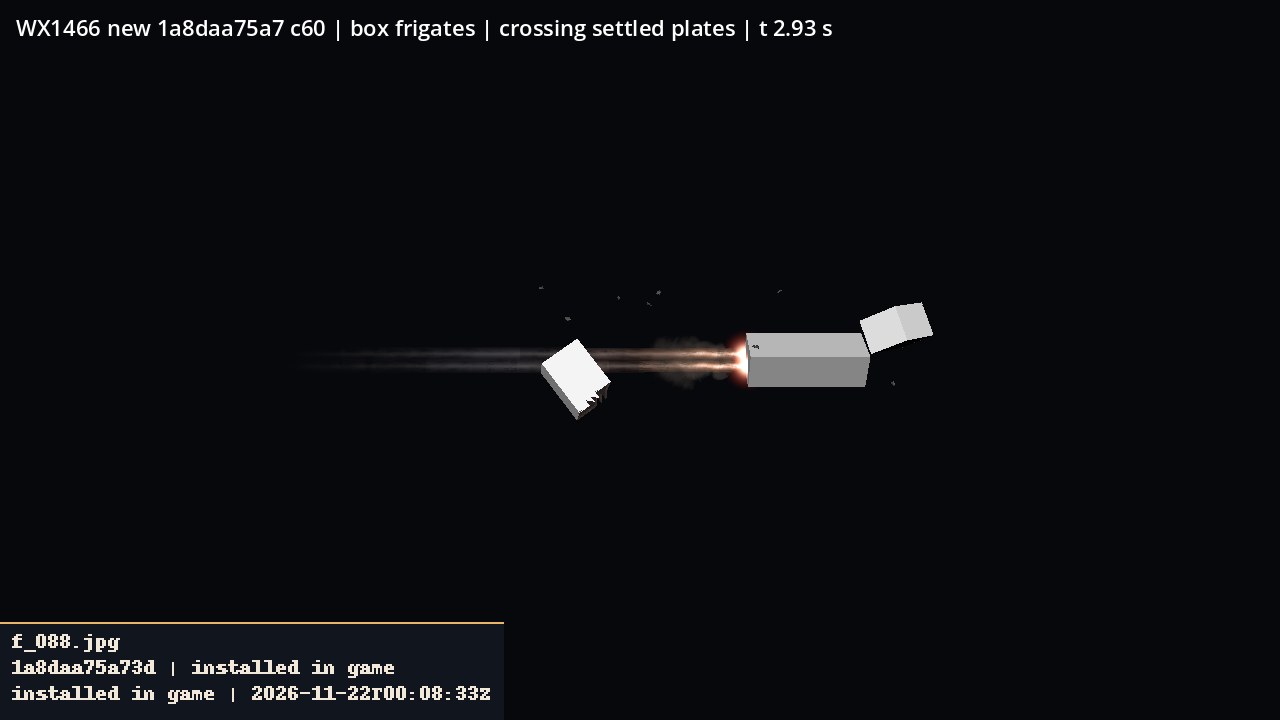 WX1466 new 1a8daa75a7 c60 | box frigates | crossing settled plates | t 2.93 s
f_088.jpg
1a8daa75a73d | installed in game
installed in game | 2026-11-22T00:08:33Z